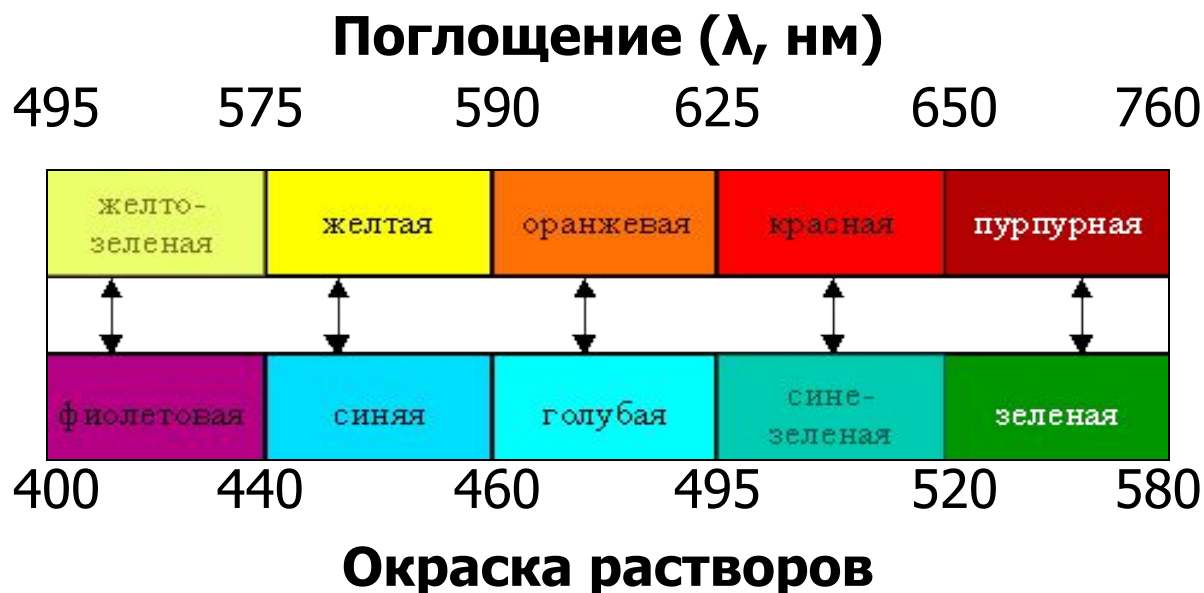 Поглощение (λ, нм)
495 575 590 625 650 760
желто-
зеленая
желтая
оранжевая
красная
пурпурная
фиолетовая
синяя
голубая
сине-
зеленая
зеленая
400 440 460 495 520 580
Окраска растворов